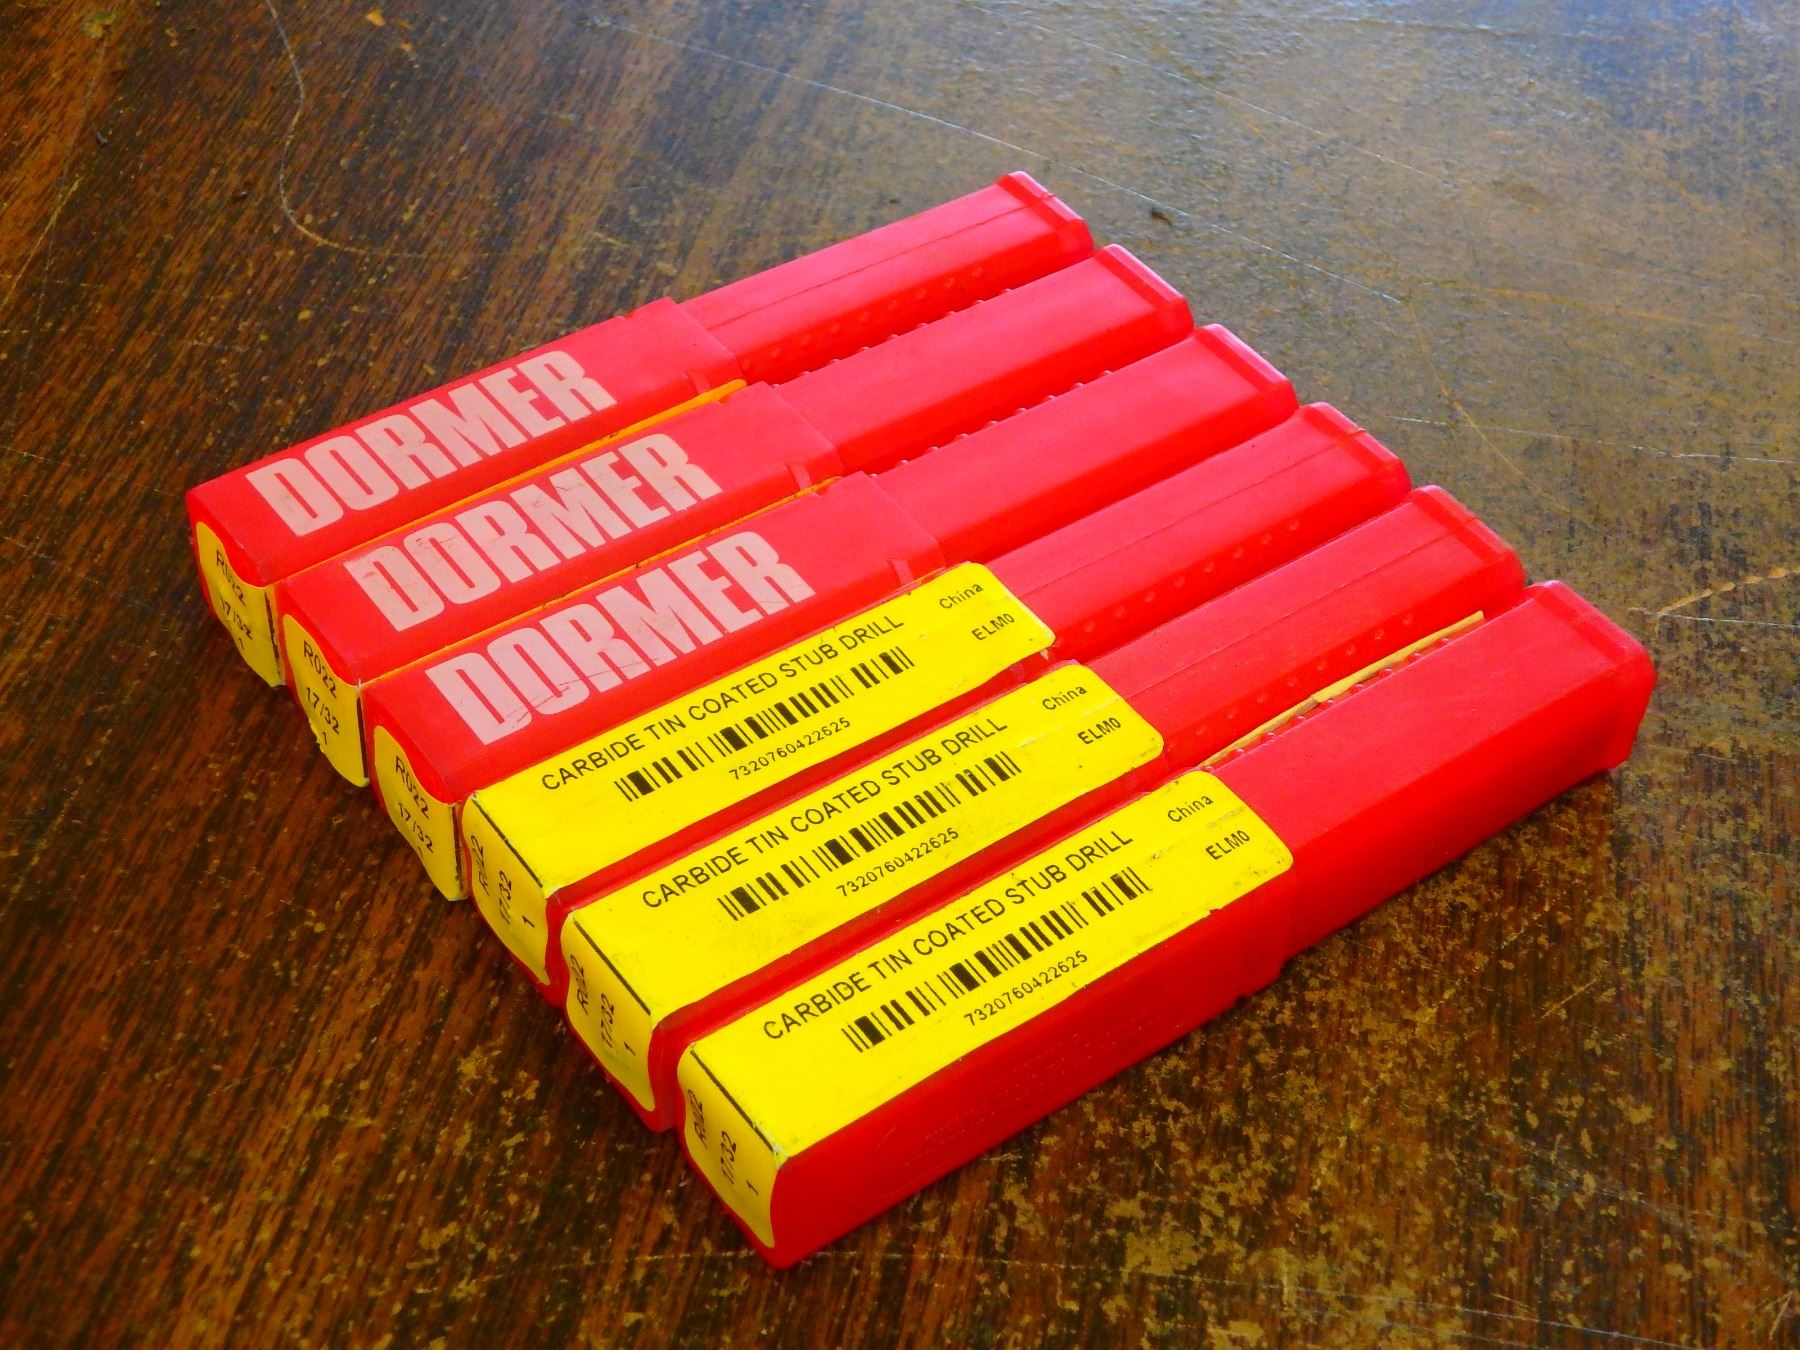 DORMER
R022
17/32
1
DORMER
R022
17/32
1
DORMER
R022
17/32
CARBIDE TIN COATED STUB DRILL
China
7320760422625
ELM0
R022
17/32
1
CARBIDE TIN COATED STUB DRILL
China
7320760422625
ELM0
R022
17/32
1
CARBIDE TIN COATED STUB DRILL
China
7320760422625
ELM0
R022
17/32
1